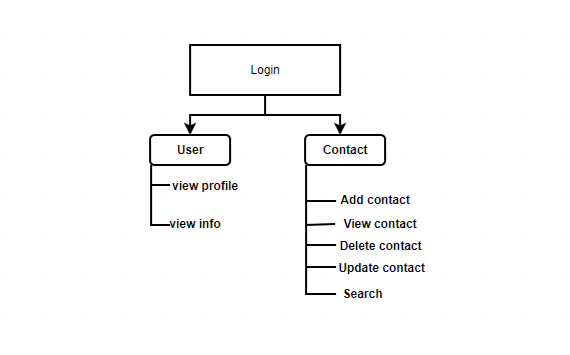 Login
User
Contact
view profile
view info
Add contact
View contact
Delete contact
Update contact
Search